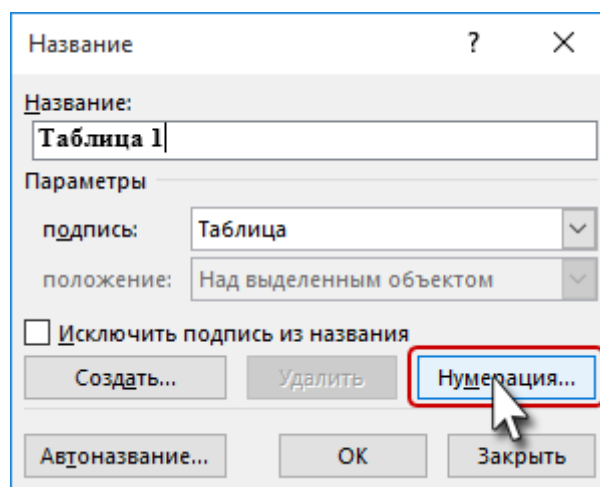 Название ?
Название:
Таблица 1
Параметры
подпись: Таблица
положение: Над выделенным объектом
Исключить подпись из названия
Создать... Удалить Нумерация...
Автоназвание... ОК Закрыть